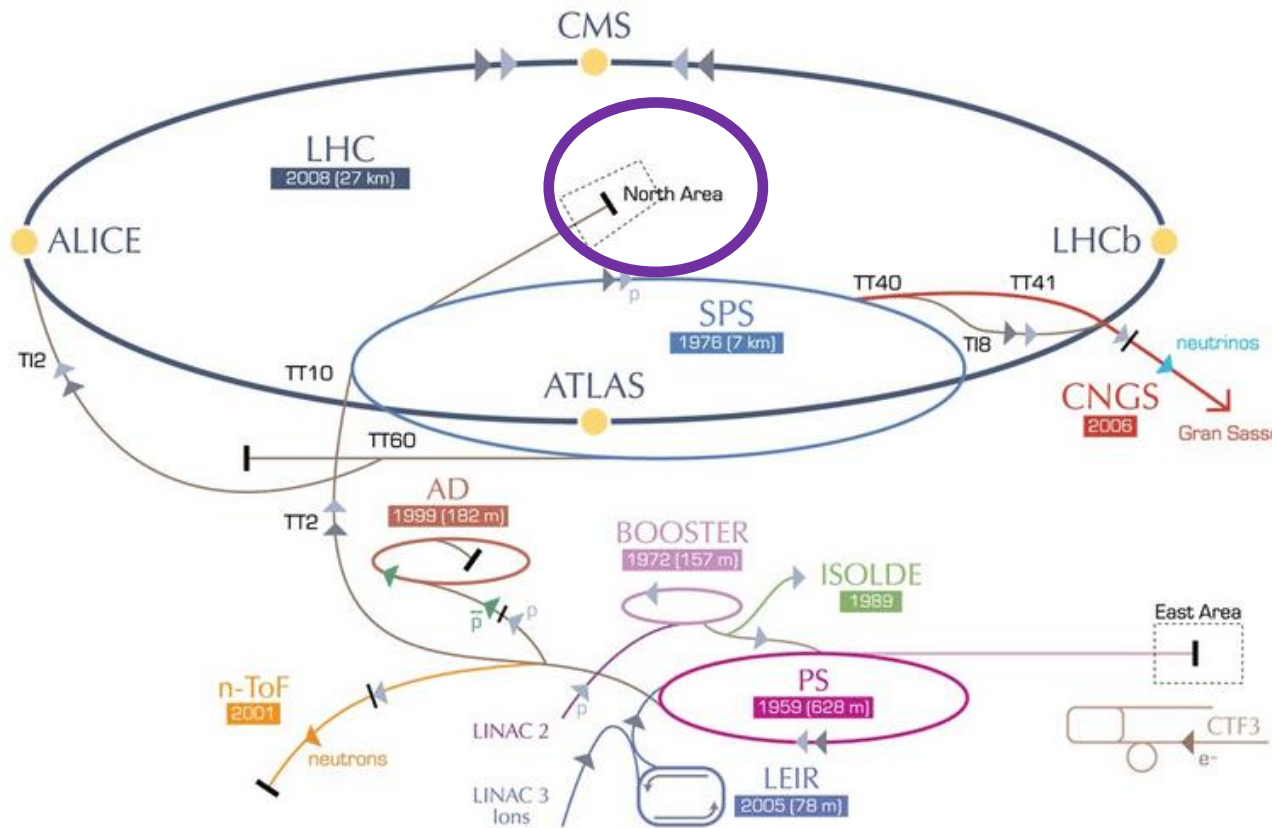 CMS
LHC
2008 (27 km)
North Area
ALICE
LHCb
TT40
TT41
SPS
1976 (7 km)
p
TI2
TI8
neutrinos
TT10
ATLAS
CNGS
2006
Gran Sasso
TT60
AD
1999 (182 m)
TT2
BOOSTER
1972 (157 m)
ISOLDE
1989
p̅
p
East Area
n-ToF
2001
PS
1959 (628 m)
p
LINAC 2
neutrons
CTF3
e-
LINAC 3
Ions
LEIR
2005 (78 m)